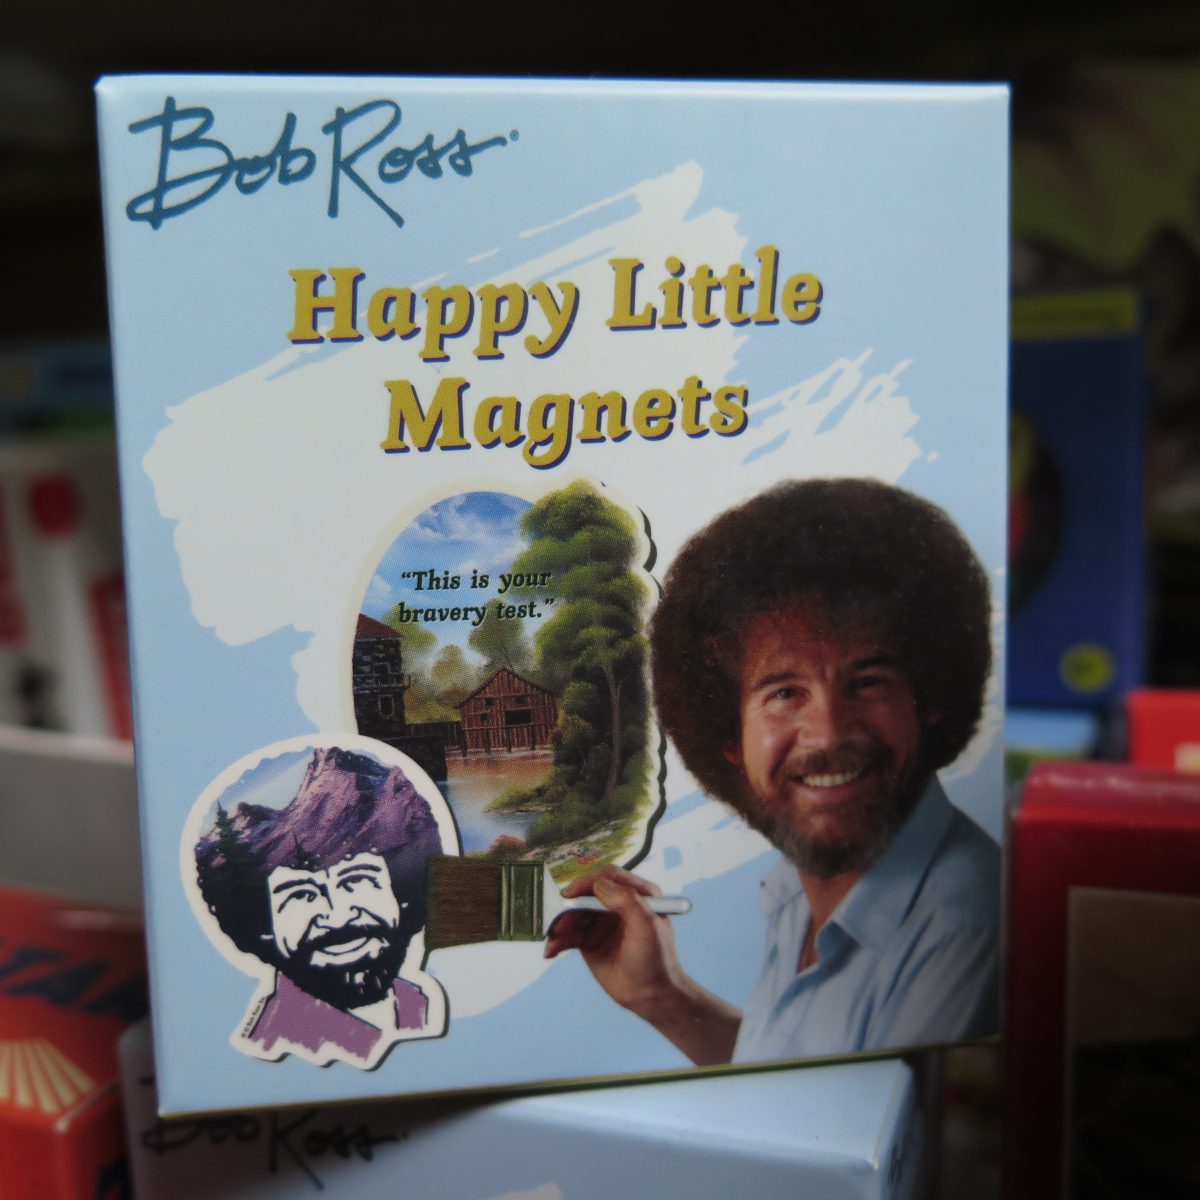 Bob Ross®
Happy Little
Magnets
“This is your
bravery test.”
Bob Ross